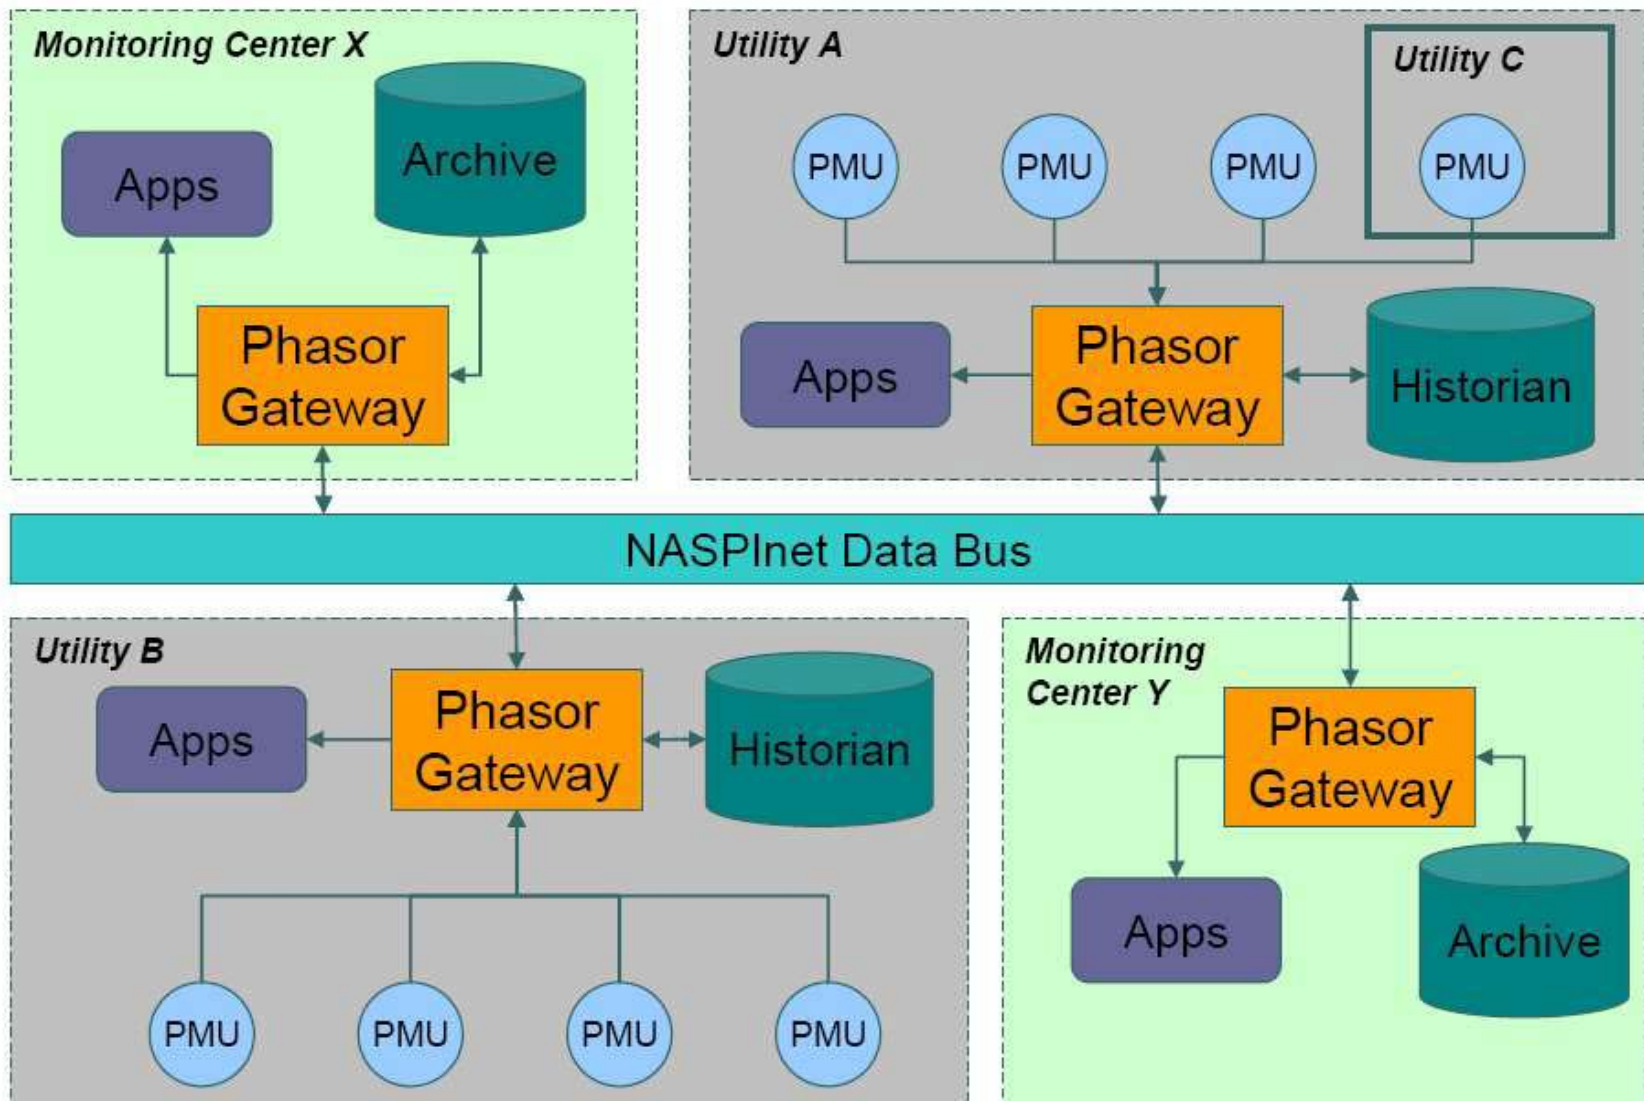 Monitoring Center X
Archive
Apps
Phasor
Gateway
Utility A
Utility C
PMU
PMU
PMU
PMU
Apps
Phasor
Gateway
Historian
NASPInet Data Bus
Utility B
Apps
Phasor
Gateway
Historian
PMU
PMU
PMU
PMU
Monitoring
Center Y
Phasor
Gateway
Apps
Archive